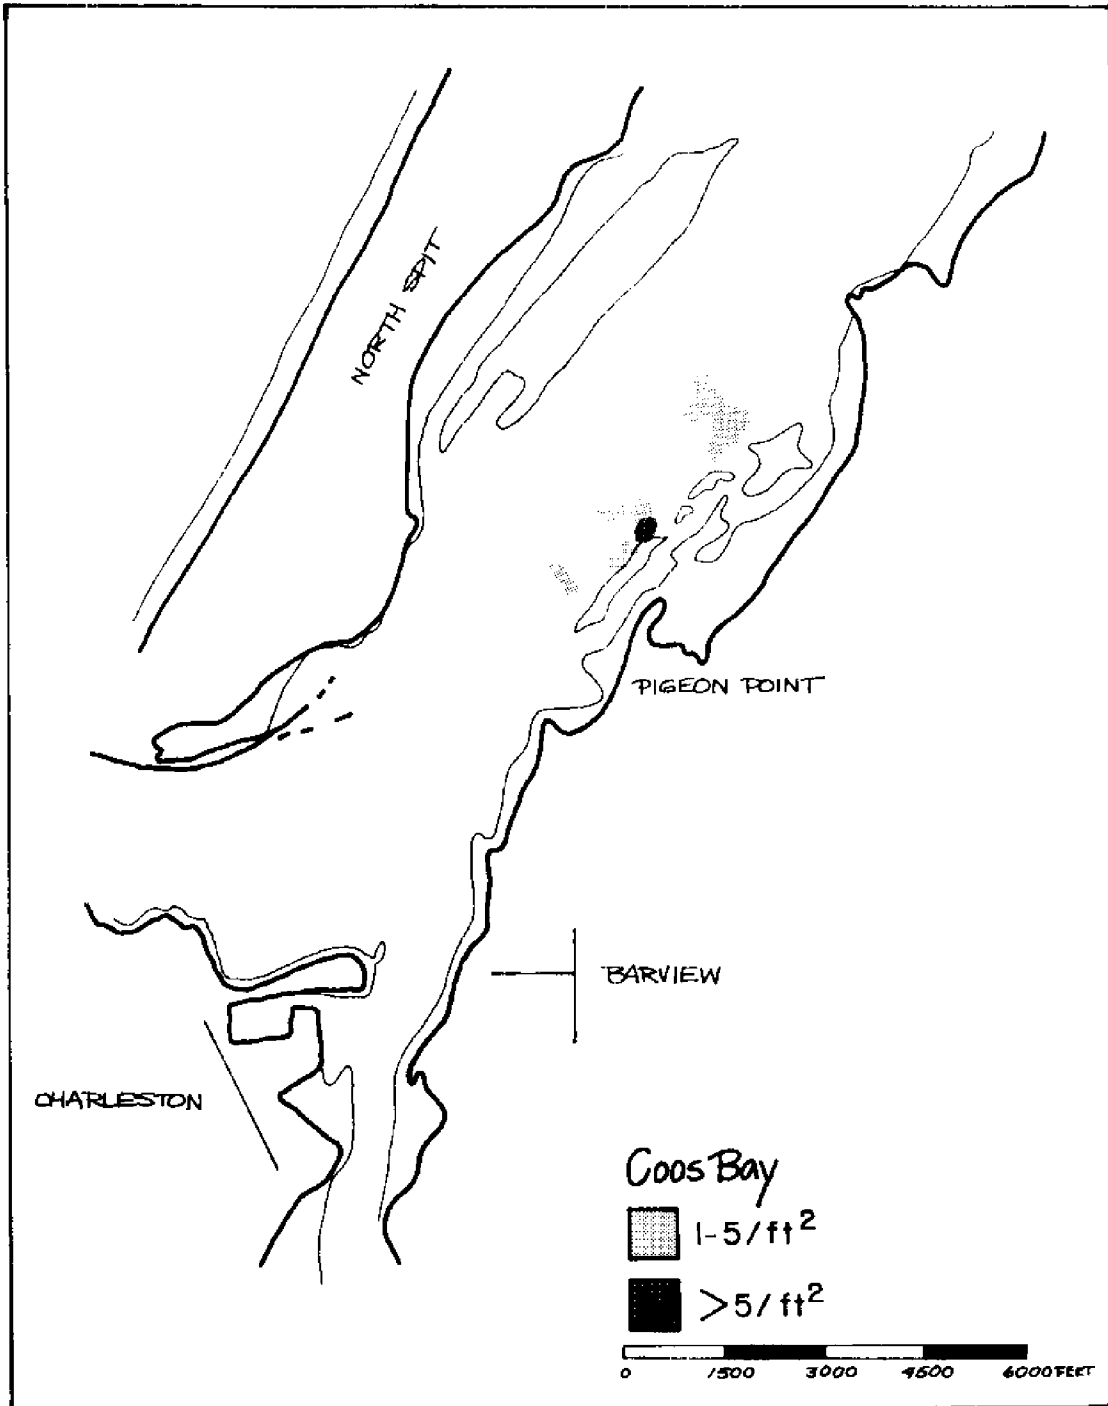 NORTH SPIT
PIGEON POINT
BARVIEW
CHARLESTON
Coos Bay
1-5/ft²
>5/ft²
0 1500 3000 4500 6000 FEET